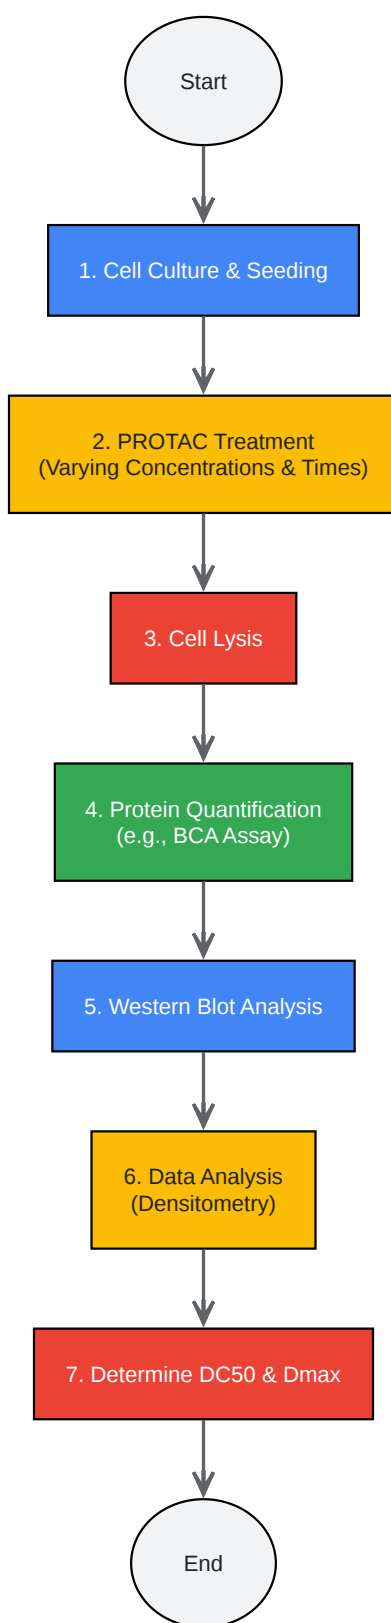 Start
1. Cell Culture & Seeding
2. PROTAC Treatment
(Varying Concentrations & Times)
3. Cell Lysis
4. Protein Quantification
(e.g., BCA Assay)
5. Western Blot Analysis
6. Data Analysis
(Densitometry)
7. Determine DC50 & Dmax
End